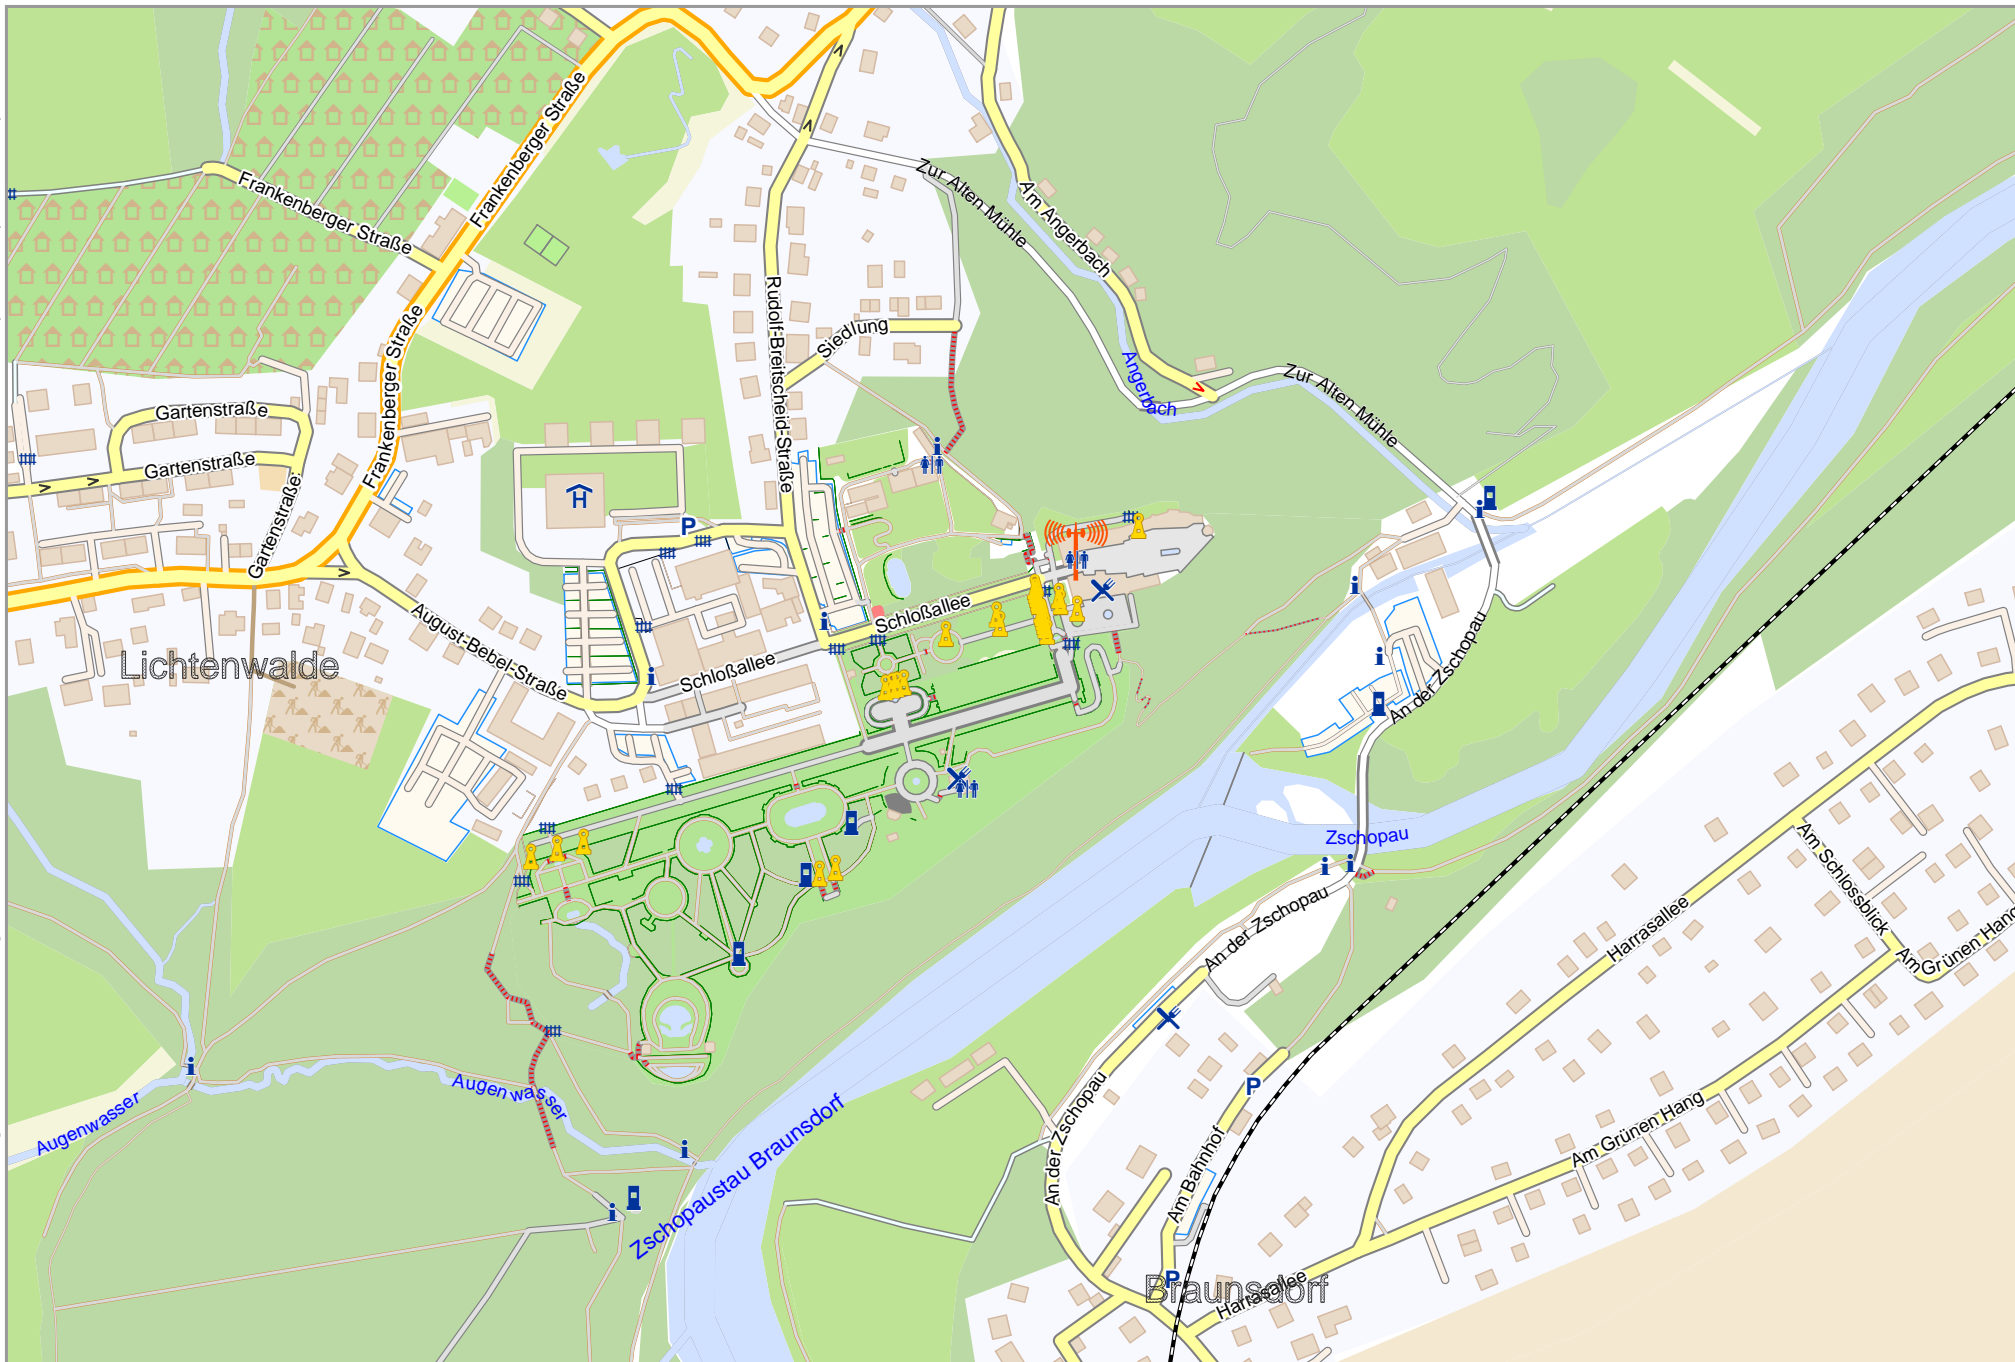 Frankenberger Straße
Frankenberger Straße
Zur Alten Mühle
Am Angerbach
Rudolf-Breitscheid-Straße
Siedlung
Frankenberger Straße
Angerbach
Zur Alten Mühle
Gartenstraße
Gartenstraße
Gartenstraße
H
P
Schloßallee
August-Bebel-Straße
Lichtenwalde
Schloßallee
An der Zschopau
Zschopau
Am Schlossblick
Harrasallee
An der Zschopau
Am Grünen Hang
Augenwasser
Augenwasser
An der Zschopau
P
Zschopaustau Braunsdorf
Am Bahnhof
Am Grünen Hang
P
Braunsdorf
Harrasallee